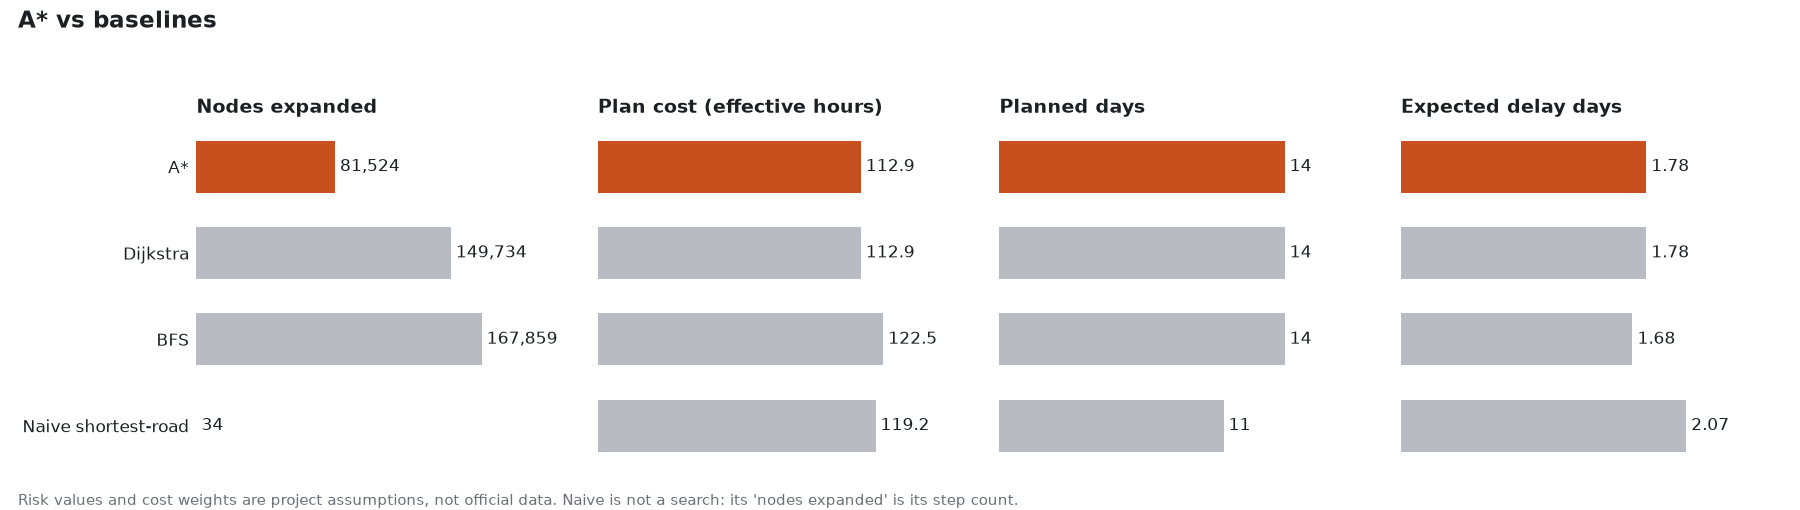 A* vs baselines
Nodes expanded
Plan cost (effective hours)
Planned days
Expected delay days
A* 81,524 112.9 14 1.78
Dijkstra 149,734 112.9 14 1.78
BFS 167,859 122.5 14 1.68
Naive shortest-road 34 119.2 11 2.07
Risk values and cost weights are project assumptions, not official data. Naive is not a search: its 'nodes expanded' is its step count.